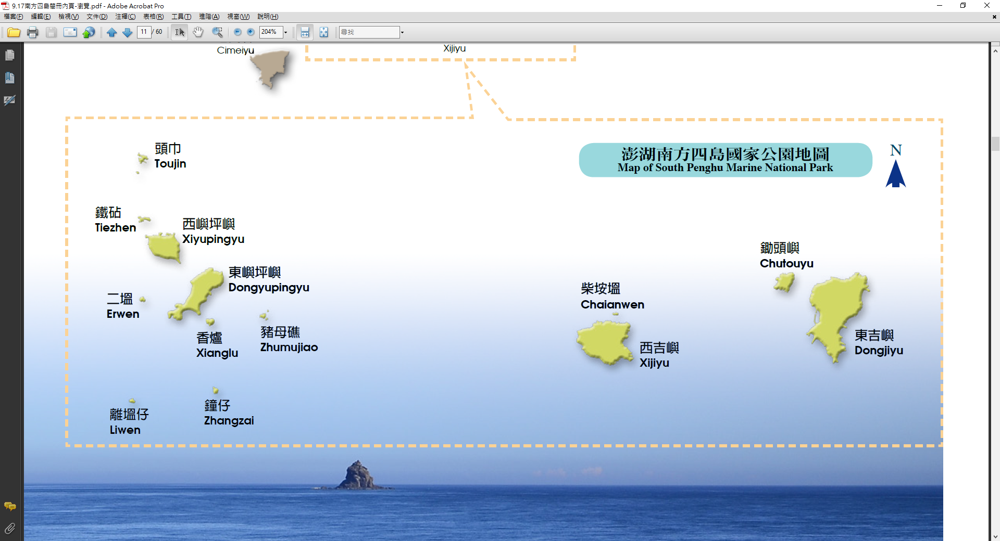 9.17南方四島簡冊內頁-瀏覽.pdf - Adobe Acrobat Pro
檔案(F) 編輯(E) 檢視(V) 文件(D) 注釋(C) 表格(R) 工具(T) 進階(A) 視窗(W) 說明(H)
11 / 60 204% 尋找
Cimeiyu
Xijiyu
頭巾
Toujin
澎湖南方四島國家公園地圖
Map of South Penghu Marine National Park
N
鐵砧
Tiezhen
西嶼坪嶼
Xiyupingyu
鋤頭嶼
Chutouyu
東嶼坪嶼
Dongyupingyu
柴垵塭
Chaianwen
二塭
Erwen
香爐
Xianglu
豬母礁
Zhumujiao
西吉嶼
Xijiyu
東吉嶼
Dongjiyu
鐘仔
Zhangzai
離塭仔
Liwen